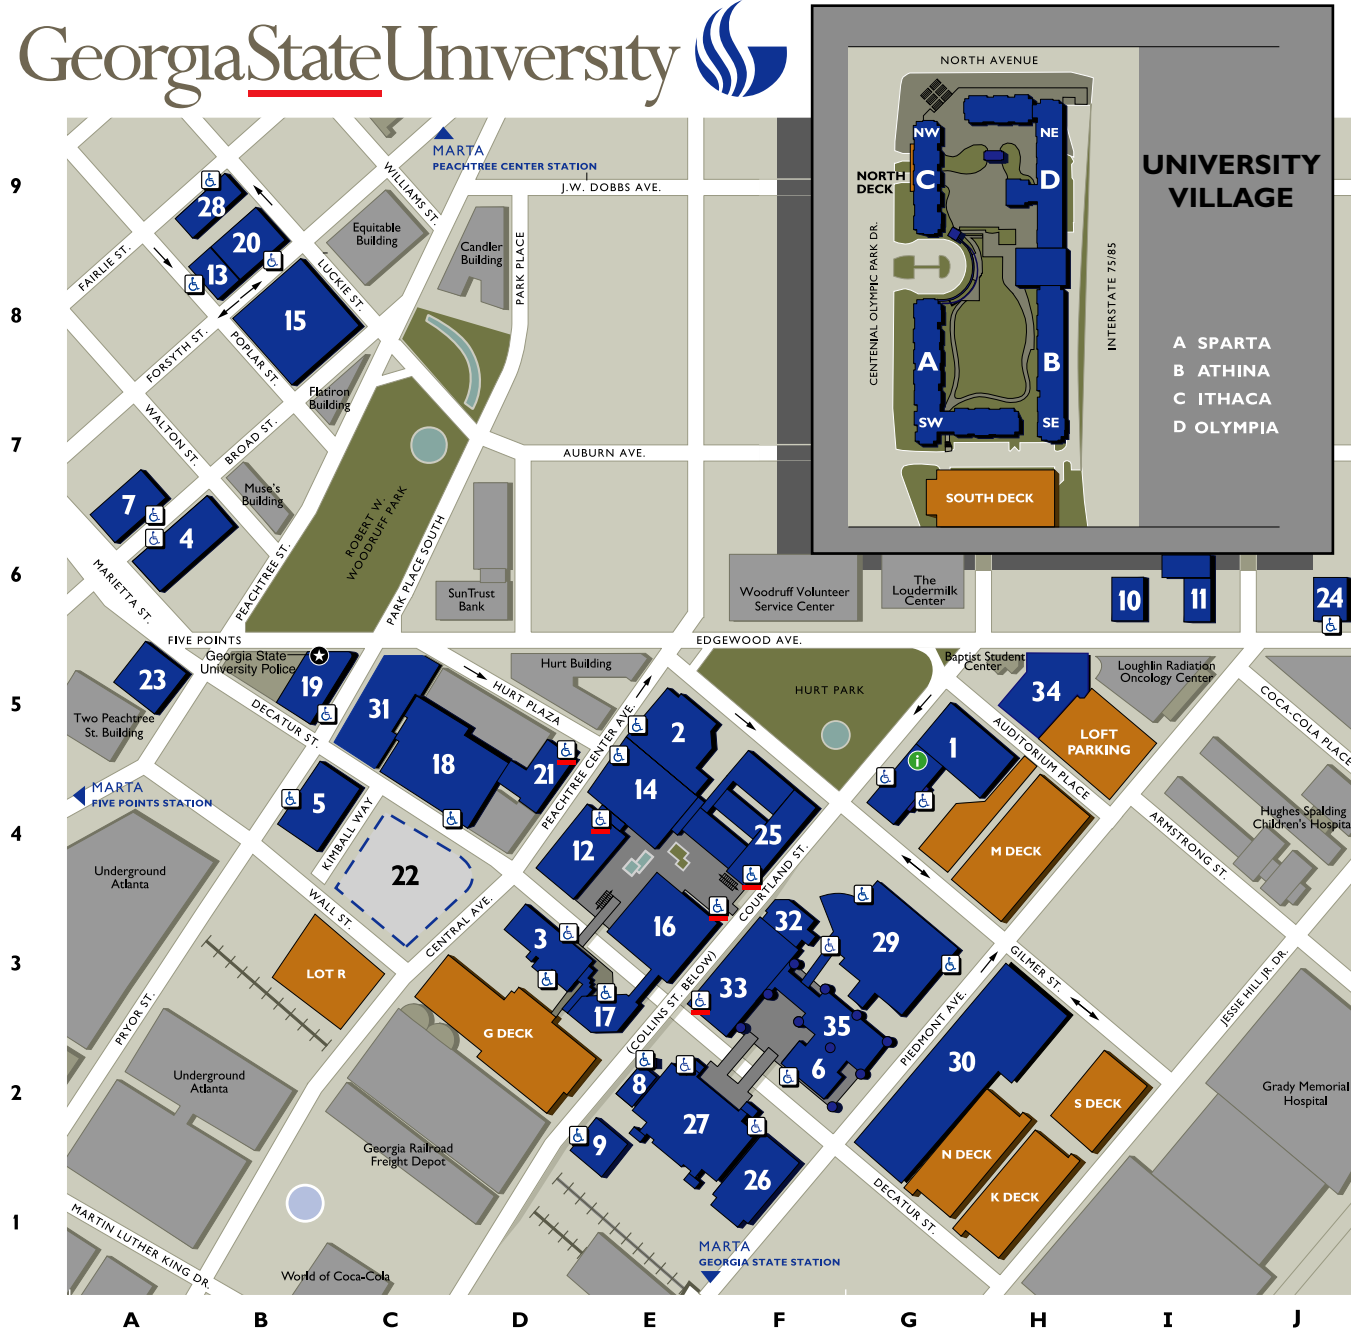 GeorgiaStateUniversity
NORTH AVENUE
NW
NE
C
D
NORTH
DECK
UNIVERSITY
VILLAGE
CENTENIAL OLYMPIC PARK DR.
INTERSTATE 75/85
A
B
SW
SE
SOUTH DECK
A SPARTA
B ATHINA
C ITHACA
D OLYMPIA
MARTA
PEACHTREE CENTER STATION
9
8
7
6
5
4
3
2
1
WILLIAMS ST.
J.W. DOBBS AVE.
28
20
13
15
Equitable
Building
Candler
Building
PARK PLACE
FAIRLIE ST.
LUCKIE ST.
FORSYTH ST.
POPLAR ST.
Flatiron
Building
WALTON ST.
BROAD ST.
AUBURN AVE.
7
4
Muse's
Building
ROBERT W.
WOODRUFF PARK
PARK PLACE SOUTH
PEACHTREE ST.
MARIETTA ST.
SunTrust
Bank
Woodruff Volunteer
Service Center
The
Loudermilk
Center
10
11
24
FIVE POINTS
EDGEWOOD AVE.
Georgia State
University Police
23
19
31
Two Peachtree
St. Building
DECATUR ST.
HURT PLAZA
Hurt Building
HURT PARK
Baptist Student
Center
34
Loughlin Radiation
Oncology Center
COCA-COLA PLACE
LOFT
PARKING
AUDITORIUM PLACE
1
i
2
14
18
21
PEACHTREE CENTER AVE.
MARTA
FIVE POINTS STATION
5
KIMBALL WAY
22
12
25
COURTLAND ST.
M DECK
ARMSTRONG ST.
Hughes Spalding
Children's Hospital
Underground
Atlanta
WALL ST.
CENTRAL AVE.
LOT R
3
16
32
29
33
35
17
G DECK
(COLLINS ST. BELOW)
GILMER ST.
PIEDMONT AVE.
JESSIE HILL JR. DR.
PRYOR ST.
Underground
Atlanta
8
27
6
30
S DECK
Grady Memorial
Hospital
9
26
N DECK
K DECK
Georgia Railroad
Freight Depot
DECATUR ST.
MARTIN LUTHER KING DR.
World of Coca-Cola
MARTA
GEORGIA STATE STATION
A B C D E F G H I J